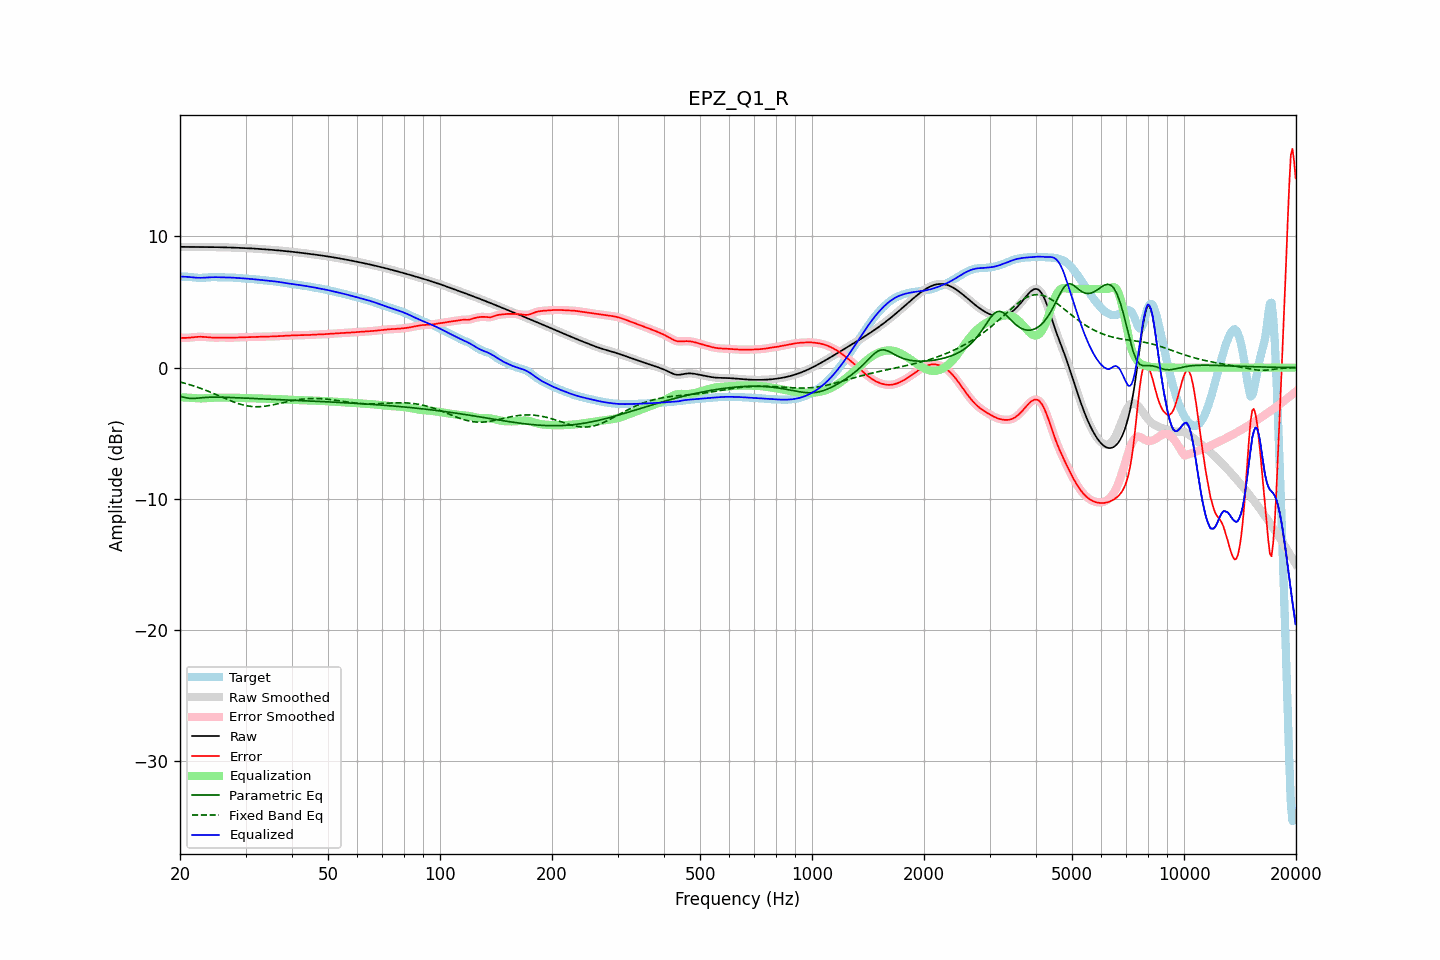 EPZ_Q1_R
10
0
−10
−20
−30
Amplitude (dBr)
Target
Raw Smoothed
Error Smoothed
Raw
Error
Equalization
Parametric Eq
Fixed Band Eq
Equalized
20 50 100 200 500 1000 2000 5000 10000 20000
Frequency (Hz)